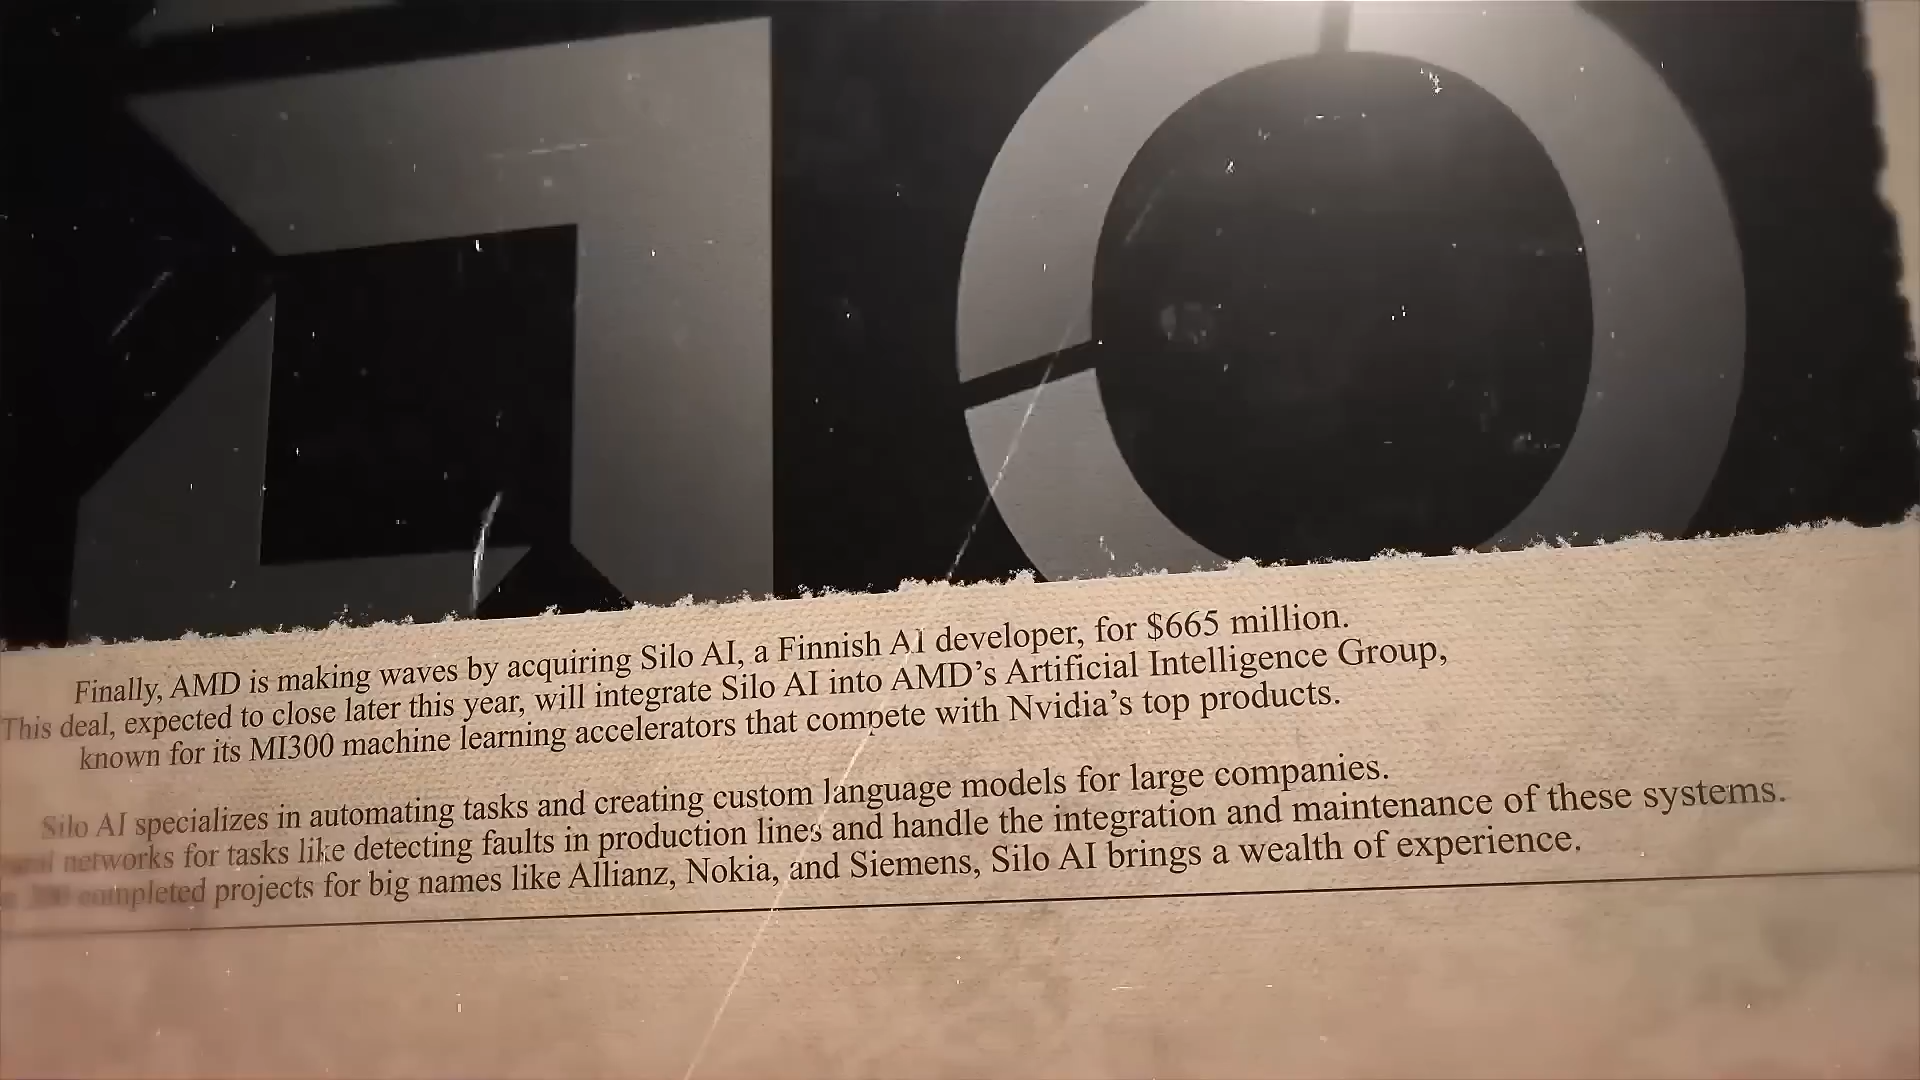 Finally, AMD is making waves by acquiring Silo AI, a Finnish AI developer, for $665 million.
This deal, expected to close later this year, will integrate Silo AI into AMD’s Artificial Intelligence Group,
known for its MI300 machine learning accelerators that compete with Nvidia’s top products.
Silo AI specializes in automating tasks and creating custom language models for large companies.
networks for tasks like detecting faults in production lines and handle the integration and maintenance of these systems.
completed projects for big names like Allianz, Nokia, and Siemens, Silo AI brings a wealth of experience.